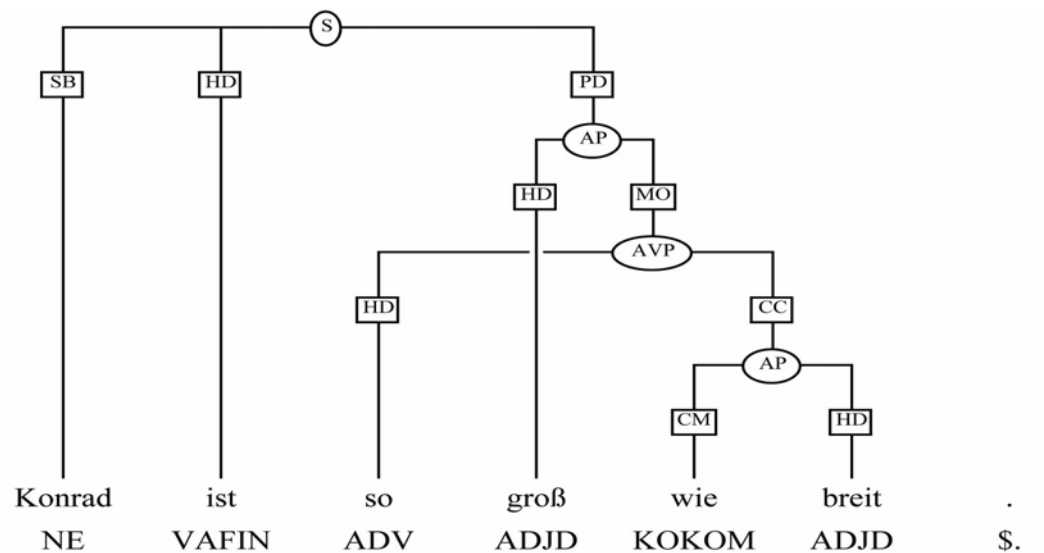 S
SB HD PD
AP
HD MO
AVP
HD CC
AP
CM HD
Konrad ist so groß wie breit .
NE VAFIN ADV ADJD KOKOM ADJD $.